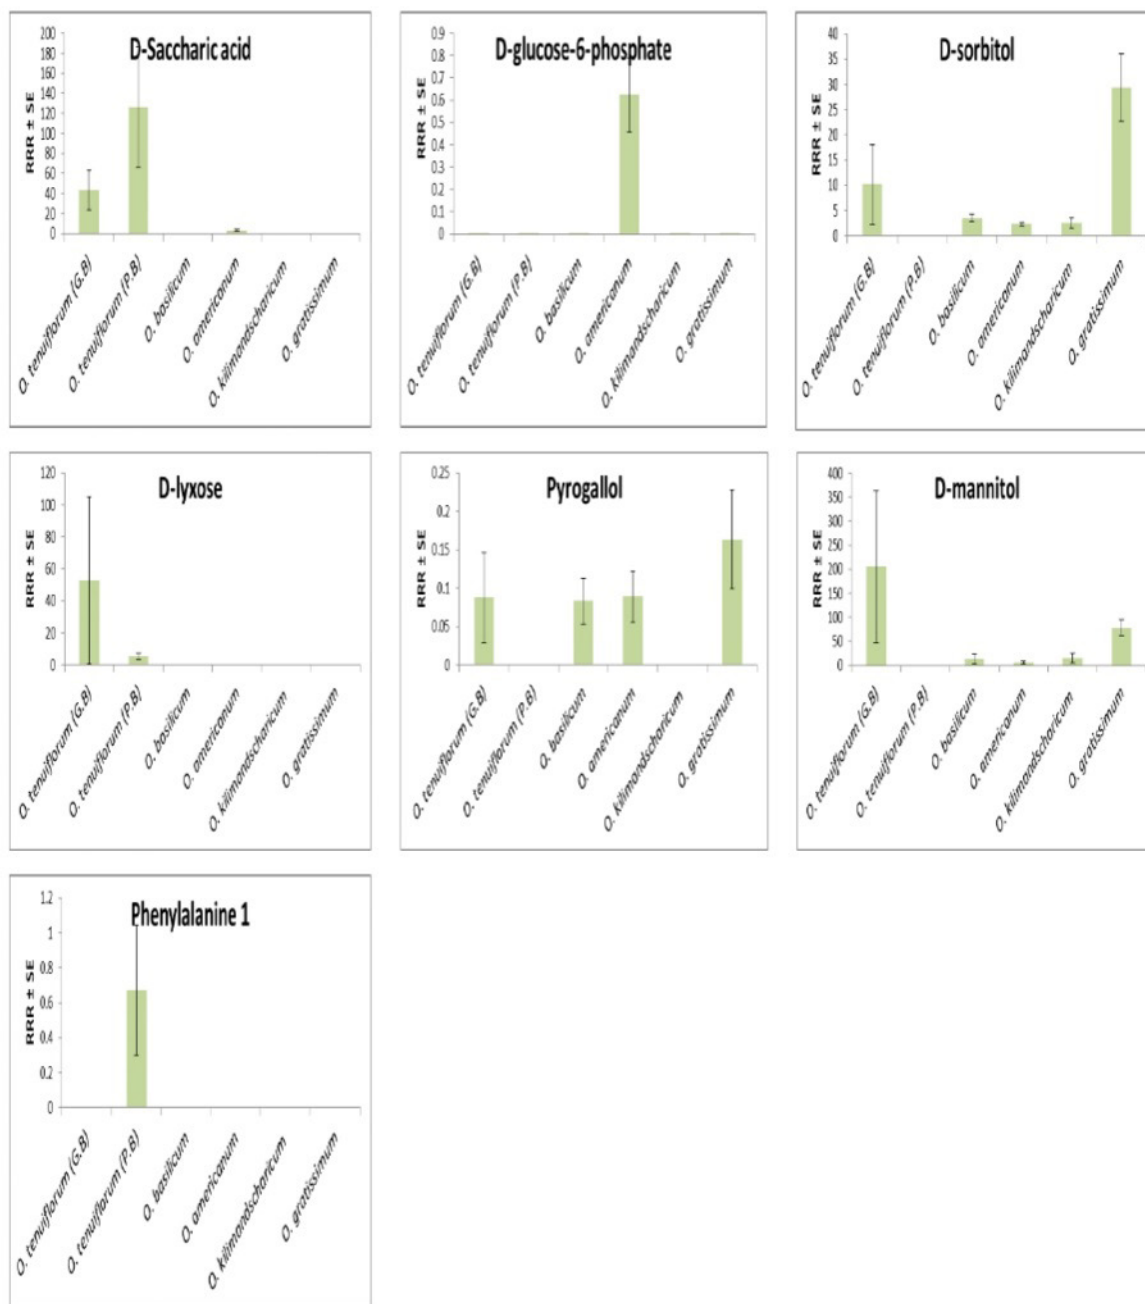 D-Saccharic acid
RRR ± SE
200
180
160
140
120
100
80
60
40
20
0
O. tenuiflorum (G.B)
O. tenuiflorum (P.B)
O. basilicum
O. americanum
O. kilimandscharicum
O. gratissimum
D-glucose-6-phosphate
RRR ± SE
0.9
0.8
0.7
0.6
0.5
0.4
0.3
0.2
0.1
0
O. tenuiflorum (G.B)
O. tenuiflorum (P.B)
O. basilicum
O. americanum
O. kilimandscharicum
O. gratissimum
D-sorbitol
RRR ± SE
40
35
30
25
20
15
10
5
0
O. tenuiflorum (G.B)
O. tenuiflorum (P.B)
O. basilicum
O. americanum
O. kilimandscharicum
O. gratissimum
D-lyxose
RRR ± SE
120
100
80
60
40
20
0
O. tenuiflorum (G.B)
O. tenuiflorum (P.B)
O. basilicum
O. americanum
O. kilimandscharicum
O. gratissimum
Pyrogallol
RRR ± SE
0.25
0.2
0.15
0.1
0.05
0
O. tenuiflorum (G.B)
O. tenuiflorum (P.B)
O. basilicum
O. americanum
O. kilimandscharicum
O. gratissimum
D-mannitol
RRR ± SE
400
350
300
250
200
150
100
50
0
O. tenuiflorum (G.B)
O. tenuiflorum (P.B)
O. basilicum
O. americanum
O. kilimandscharicum
O. gratissimum
Phenylalanine 1
RRR ± SE
1.2
1
0.8
0.6
0.4
0.2
0
O. tenuiflorum (G.B)
O. tenuiflorum (P.B)
O. basilicum
O. americanum
O. kilimandscharicum
O. gratissimum